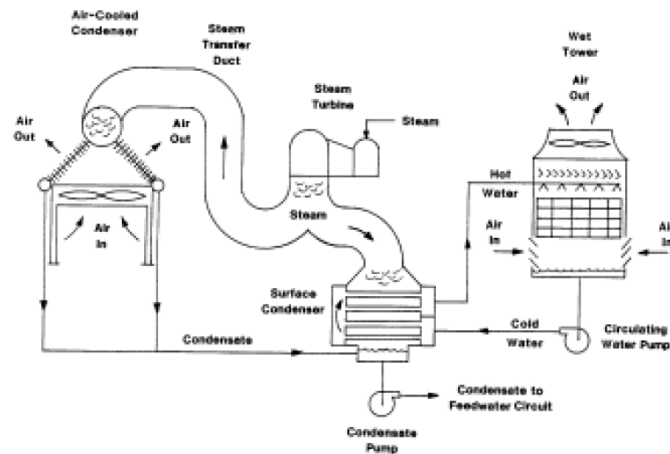 Air-Cooled
Condenser
Steam
Transfer
Duct
Wet
Tower
Air
Out
Steam
Turbine
Steam
Air
Out
Air
Out
Hot
Water
Air
In
Steam
Air
In
Air
In
Surface
Condenser
Condensate
Cold
Water
Circulating
Water Pump
Condensate to
Feedwater Circuit
Condensate
Pump